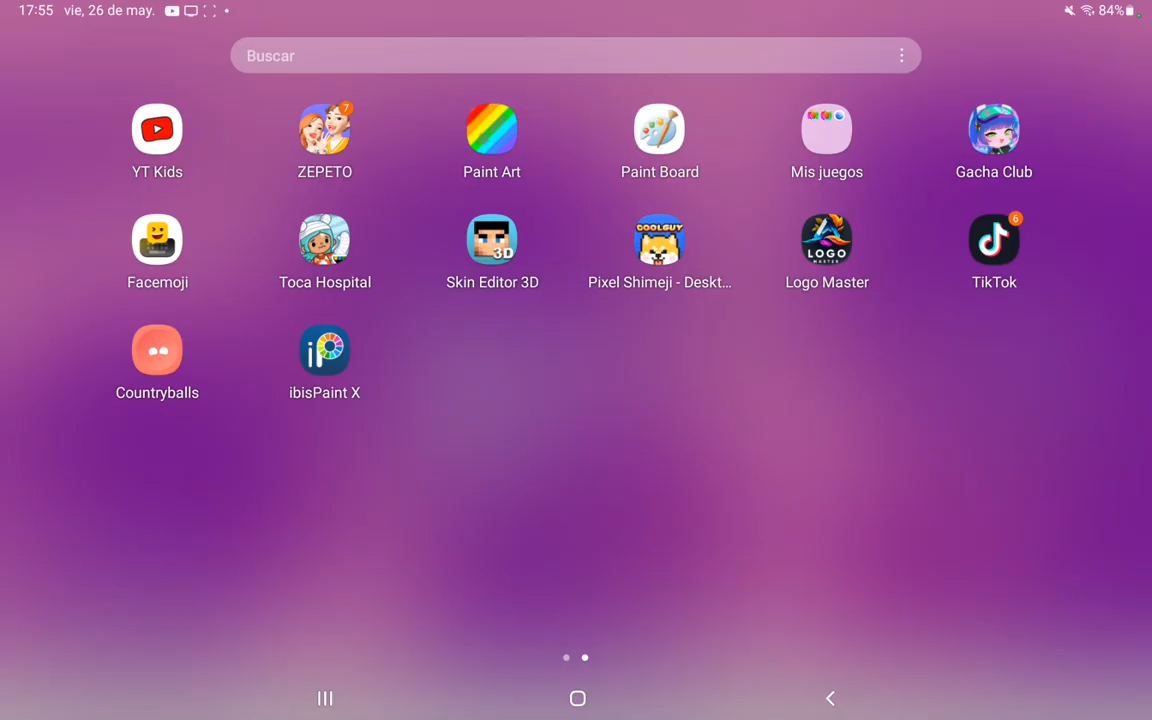 17:55 vie, 26 de may. 84%
Buscar
7
YT Kids ZEPETO Paint Art Paint Board Mis juegos Gacha Club
COOLGUY
3D
LOGO
MASTER
6
Facemoji Toca Hospital Skin Editor 3D Pixel Shimeji - Deskt... Logo Master TikTok
iP
Countryballs ibisPaint X